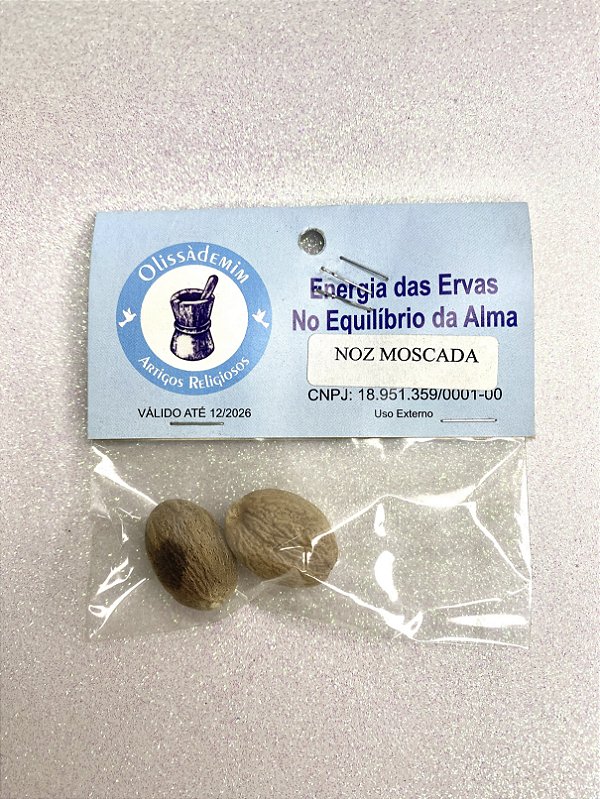 Olissàdemim
Artigos Religiosos
VÁLIDO ATÉ 12/2026
Energia das Ervas
No Equilíbrio da Alma
NOZ MOSCADA
CNPJ: 18.951.359/0001-00
Uso Externo